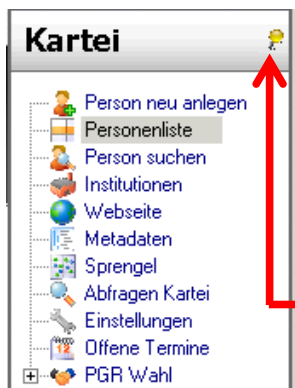 Kartei
Person neu anlegen
Personenliste
Person suchen
Institutionen
Webseite
Metadaten
Sprengel
Abfragen Kartei
Einstellungen
Offene Termine
PGR Wahl